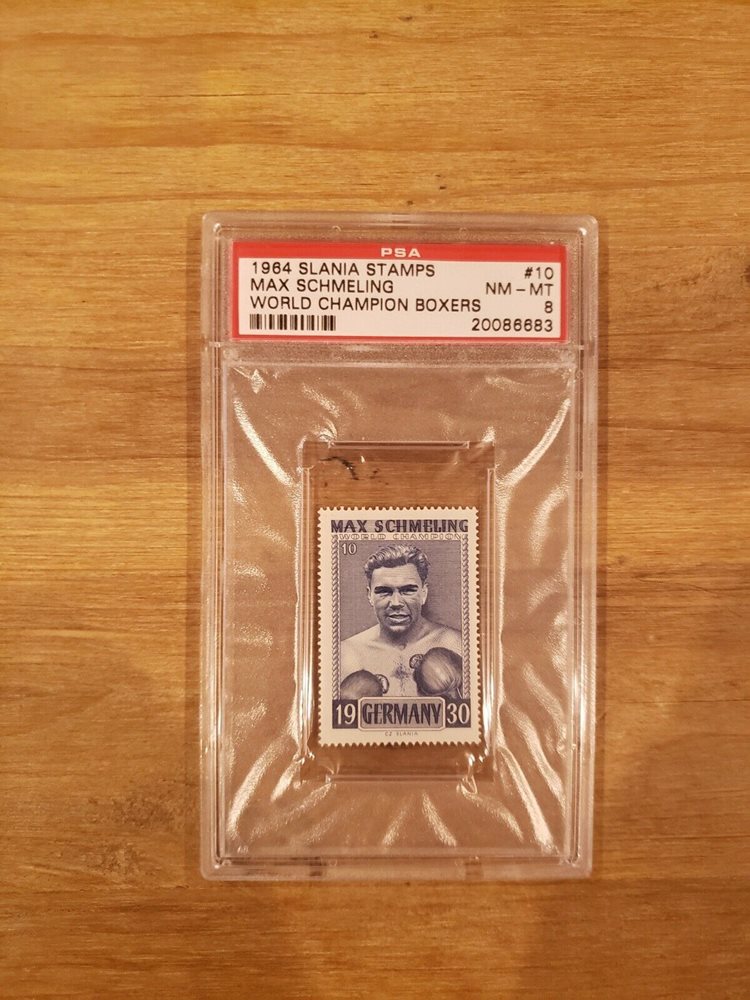 PSA
1964 SLANIA STAMPS #10
MAX SCHMELING NM - MT
WORLD CHAMPION BOXERS 8
20086683
MAX SCHMELING
WORLD CHAMPION
10
19 GERMANY 30
CZ SLANIA